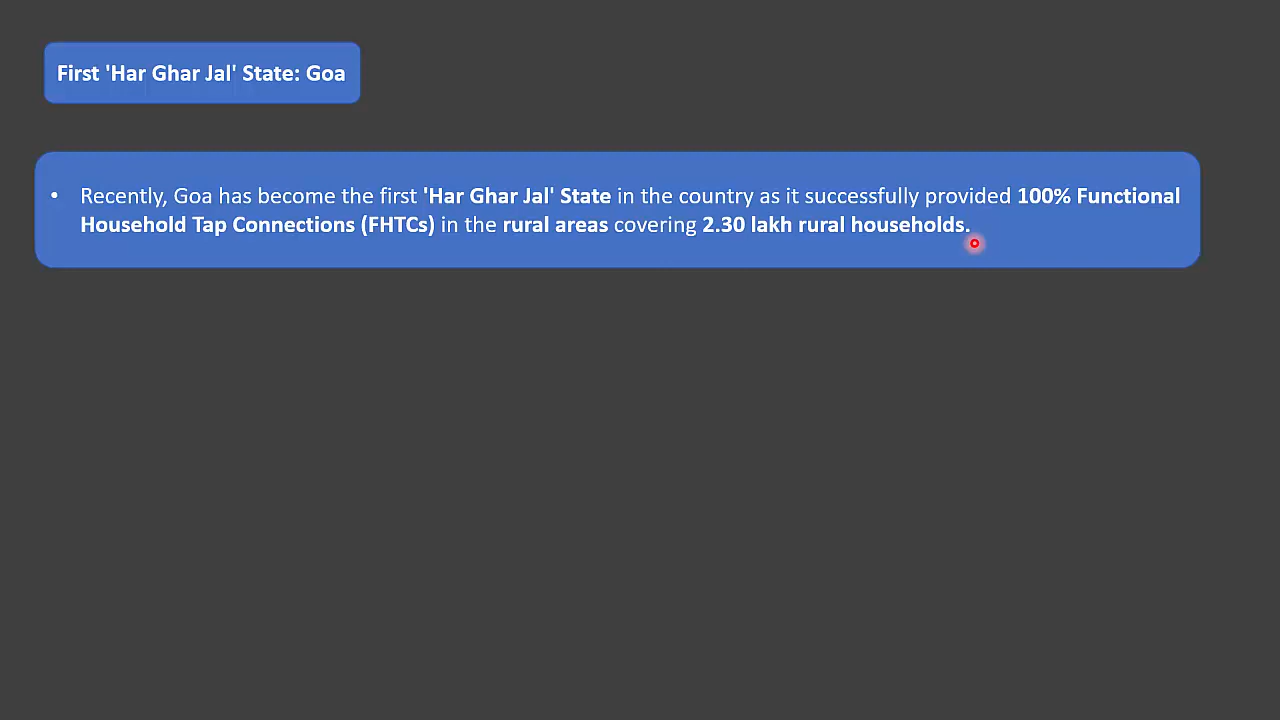 First 'Har Ghar Jal' State: Goa
• Recently, Goa has become the first 'Har Ghar Jal' State in the country as it successfully provided 100% Functional
Household Tap Connections (FHTCs) in the rural areas covering 2.30 lakh rural households.